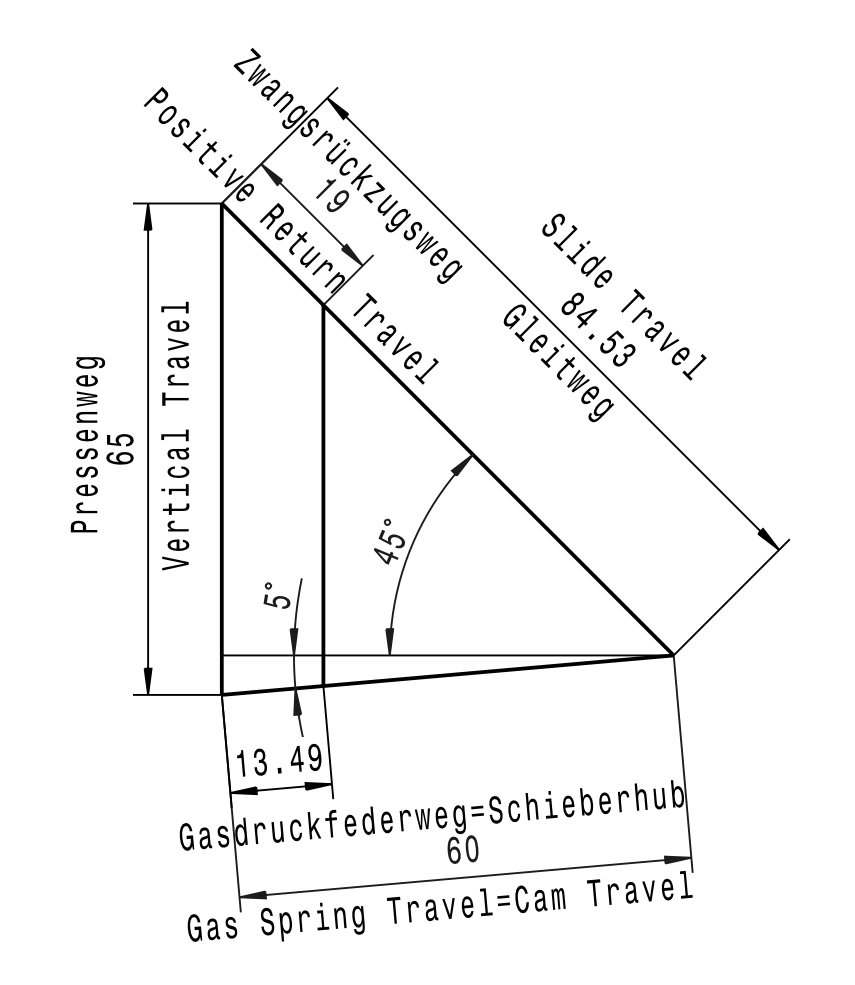 Zwangsrückzugsweg
19
Positive Return Travel
Slide Travel
84.53
Gleitweg
Pressenweg
65
Vertical Travel
45°
5°
13.49
Gasdruckfederweg=Schieberhub
60
Gas Spring Travel=Cam Travel